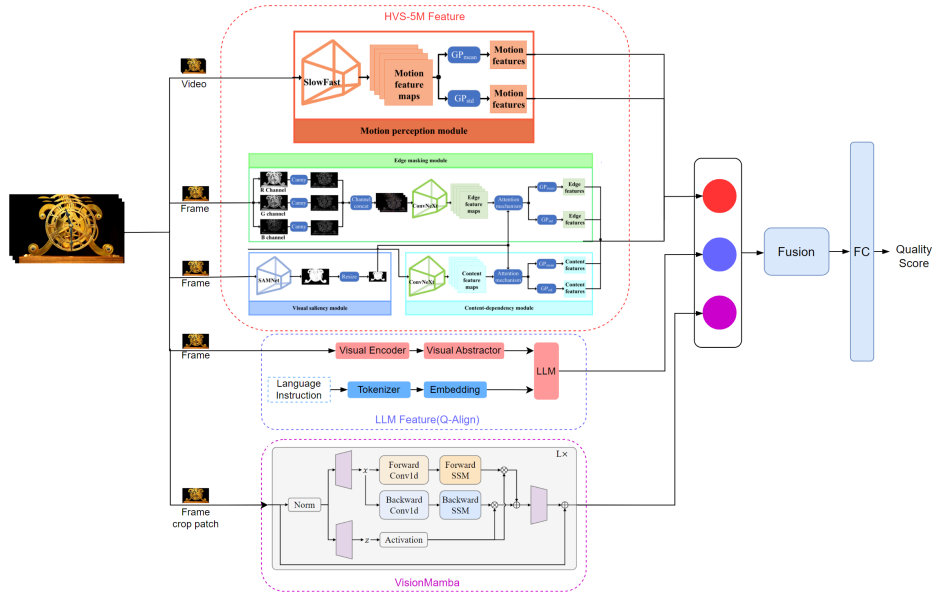 HVS-5M Feature
Video
SlowFast
Motion
feature
maps
GPmean
Motion
features
GPstd
Motion
features
Motion perception module
Edge masking module
Frame
R Channel
Canny
G channel
Canny
B channel
Canny
Channel
concat
ConvNeXt
Edge
feature
maps
Attention
mechanism
GPmean
Edge
features
GPstd
Edge
features
Frame
SAMNet
Resize
Visual saliency module
ConvNeXt
Content
feature
maps
Attention
mechanism
GPmean
Content
features
GPstd
Content
features
Content-dependency module
Frame
Visual Encoder
Visual Abstractor
LLM
Language
Instruction
Tokenizer
Embedding
LLM Feature(Q-Align)
Frame
crop patch
L×
Norm
x
Forward
Conv1d
Forward
SSM
Backward
Conv1d
Backward
SSM
z
Activation
VisionMamba
Fusion
FC
Quality
Score